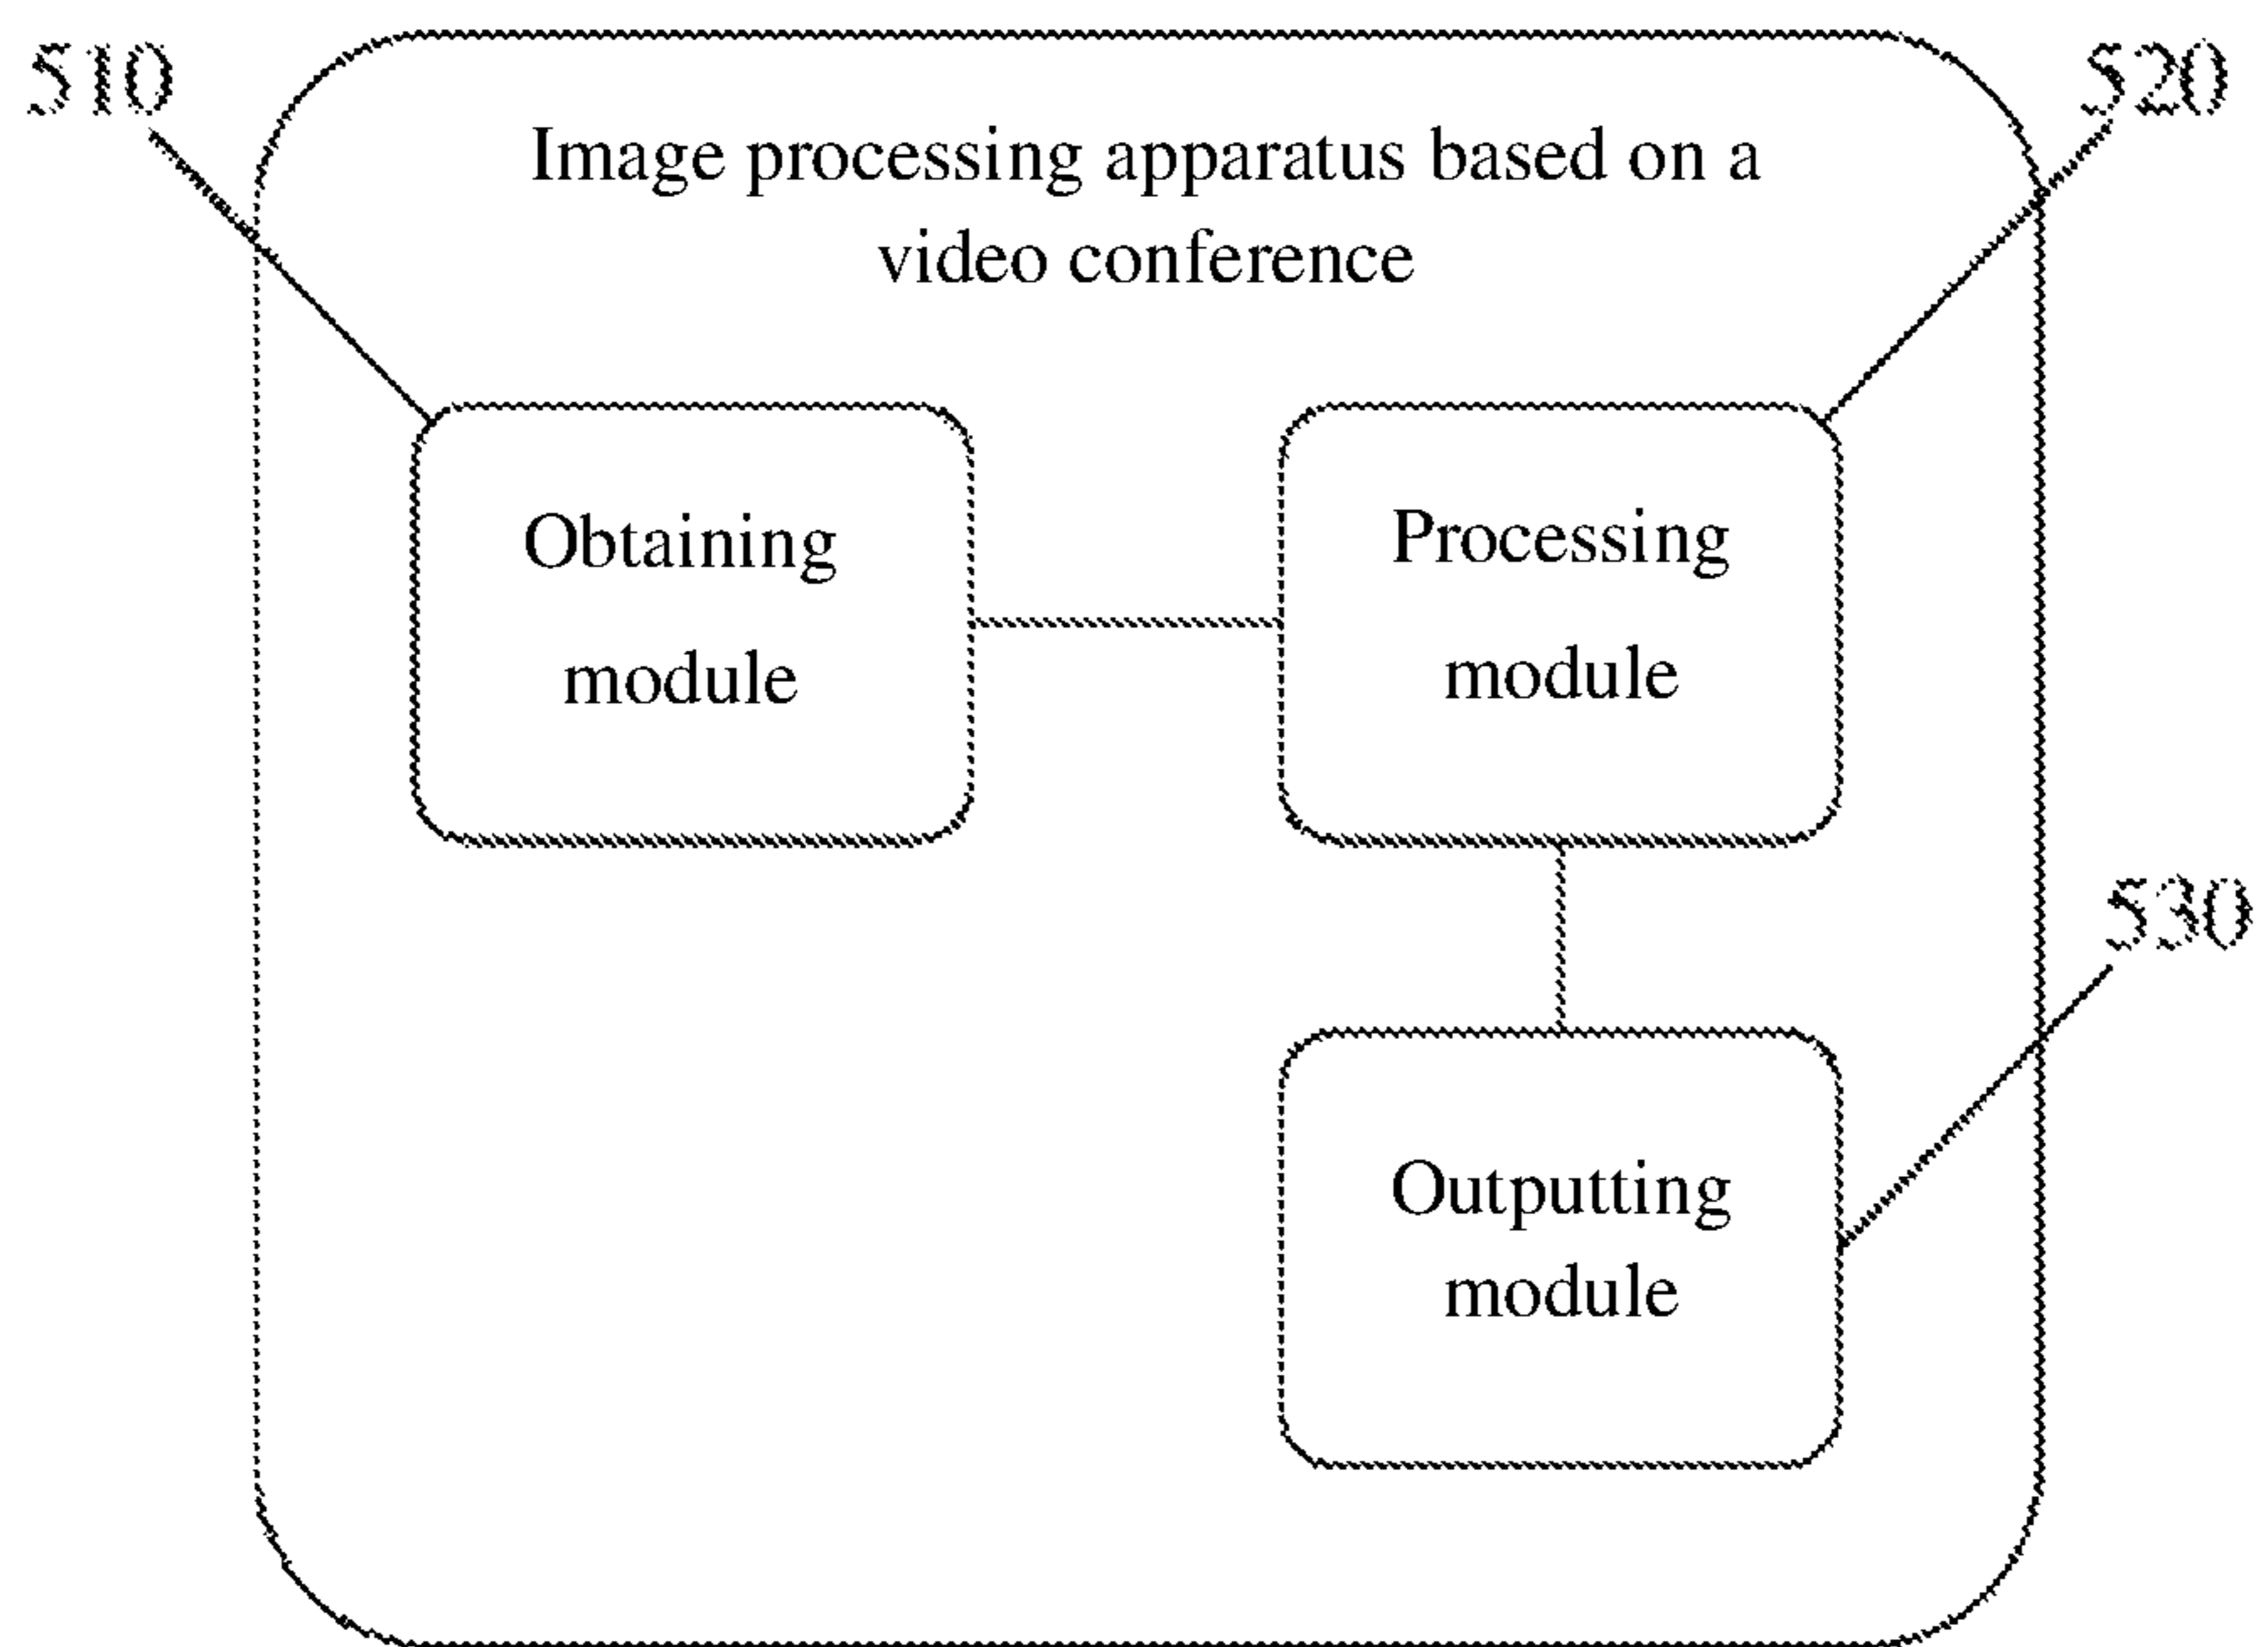 510
520
Image processing apparatus based on a
video conference
Obtaining
module
Processing
module
530
Outputting
module